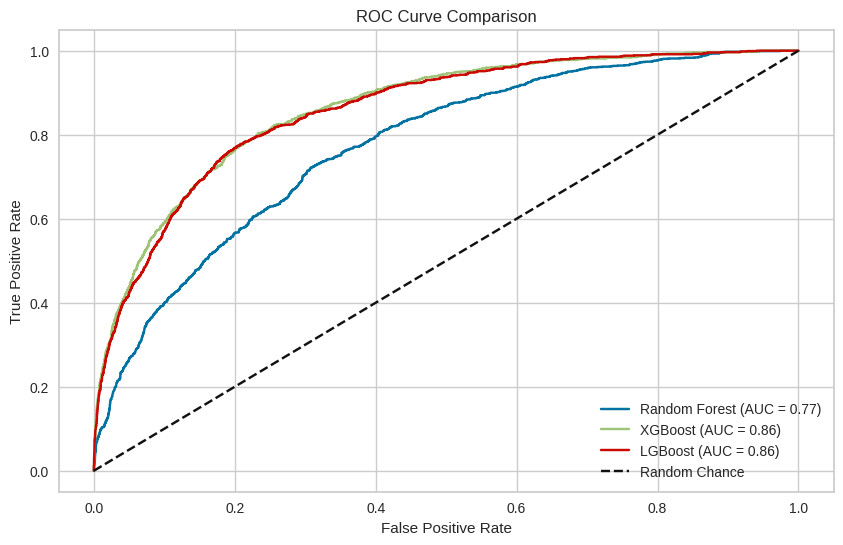 ROC Curve Comparison
True Positive Rate
1.0
0.8
0.6
0.4
0.2
0.0
Random Forest (AUC = 0.77)
XGBoost (AUC = 0.86)
LGBoost (AUC = 0.86)
Random Chance
0.0 0.2 0.4 0.6 0.8 1.0
False Positive Rate